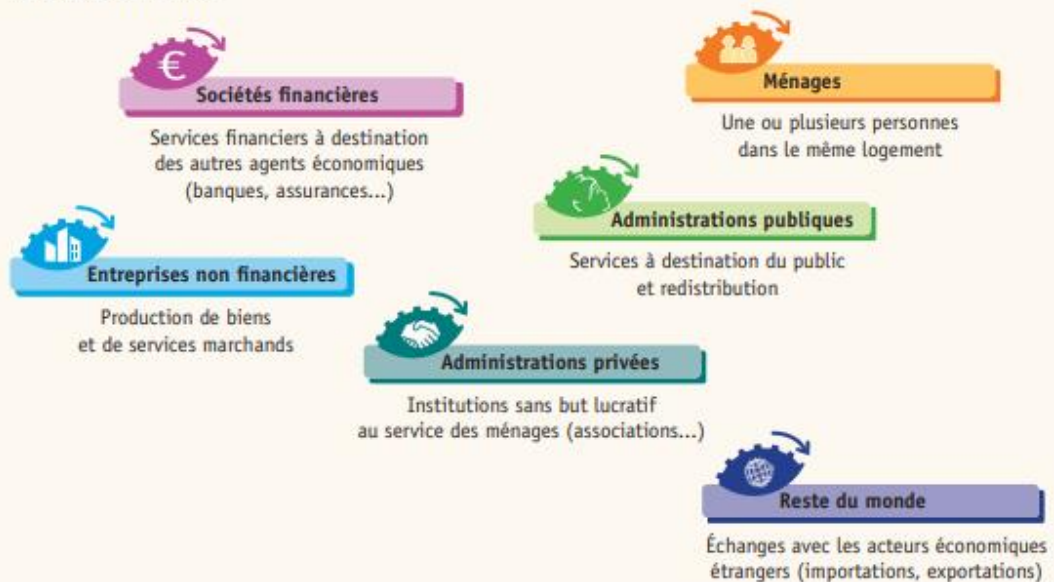 €
Sociétés financières
Services financiers à destination
des autres agents économiques
(banques, assurances...)
Ménages
Une ou plusieurs personnes
dans le même logement
Administrations publiques
Services à destination du public
et redistribution
Entreprises non financières
Production de biens
et de services marchands
Administrations privées
Institutions sans but lucratif
au service des ménages (associations...)
Reste du monde
Échanges avec les acteurs économiques
étrangers (importations, exportations)